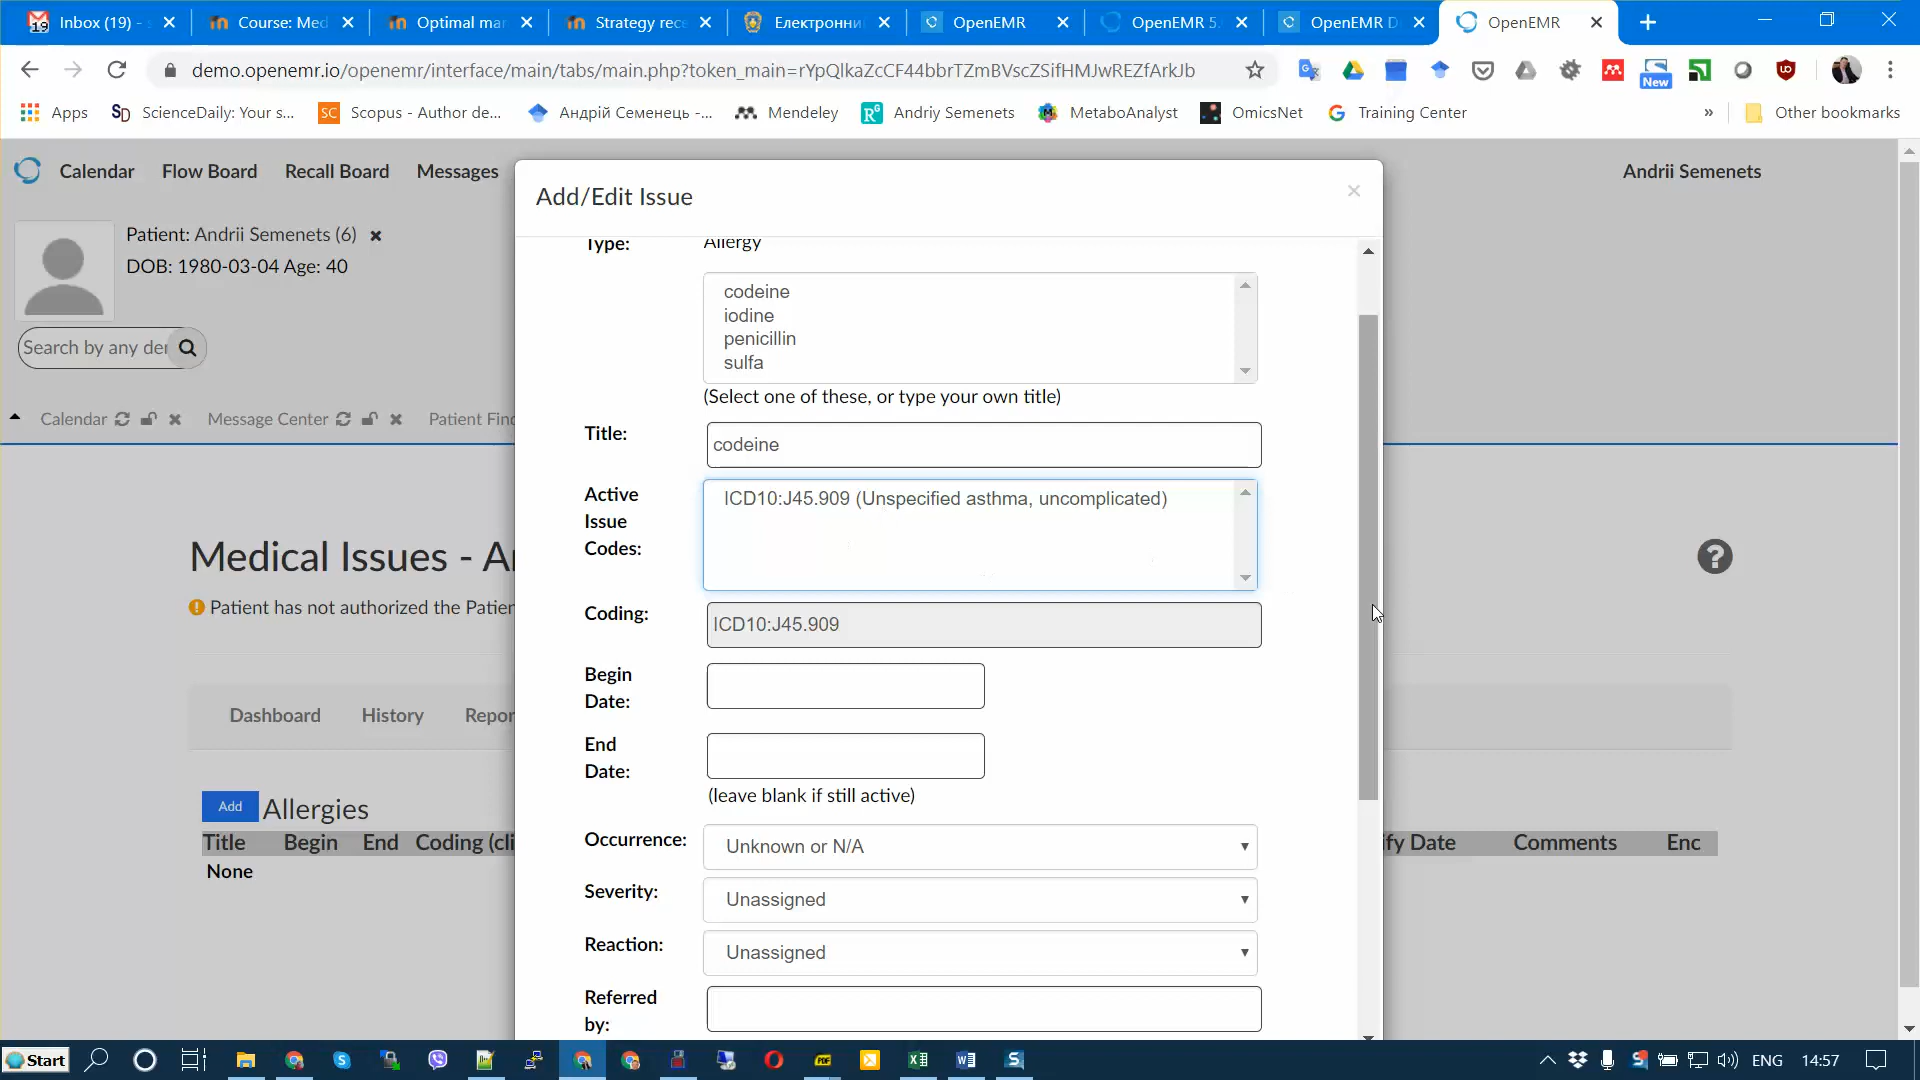 19 Inbox (19) - Course: Med Optimal mar Strategy rece Електронни OpenEMR OpenEMR 5. OpenEMR D OpenEMR
demo.openemr.io/openemr/interface/main/tabs/main.php?token_main=rYpQlkaZcCF44bbrTZmBVscZSifHMJwREZfArkJb New
Apps ScienceDaily: Your s... Scopus - Author de... Андрій Семенець -... Mendeley Andriy Semenets MetaboAnalyst OmicsNet Training Center » Other bookmarks
Calendar Flow Board Recall Board Messages Andrii Semenets
Add/Edit Issue
Patient: Andrii Semenets (6)
DOB: 1980-03-04 Age: 40
Search by any der
Calendar Message Center Patient Find
Type: Allergy
codeine
iodine
penicillin
sulfa
(Select one of these, or type your own title)
Title: codeine
Active Issue Codes: ICD10:J45.909 (Unspecified asthma, uncomplicated)
Coding: ICD10:J45.909
Begin Date:
End Date:
(leave blank if still active)
Occurrence: Unknown or N/A
Severity: Unassigned
Reaction: Unassigned
Referred by:
Medical Issues - A
Patient has not authorized the Patien
Dashboard History Repor
Add Allergies
Title Begin End Coding (cli ify Date Comments Enc
None
Start ENG 14:57